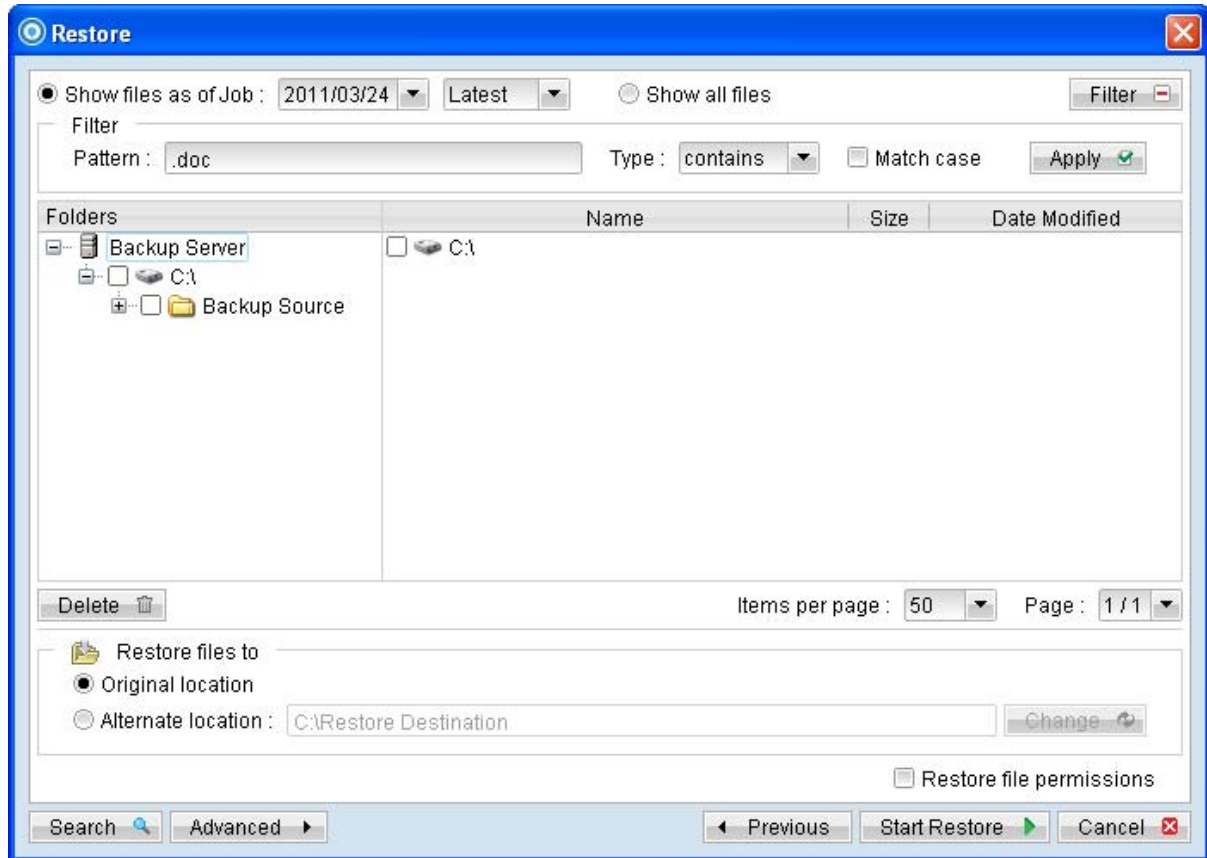 Restore
Show files as of Job : 2011/03/24 Latest Show all files Filter
Filter
Pattern : .doc Type : contains Match case Apply
Folders Name Size Date Modified
Backup Server C:\
C:\
Backup Source
Delete Items per page : 50 Page : 1 / 1
Restore files to
Original location
Alternate location : C:\Restore Destination Change
Restore file permissions
Search Advanced Previous Start Restore Cancel